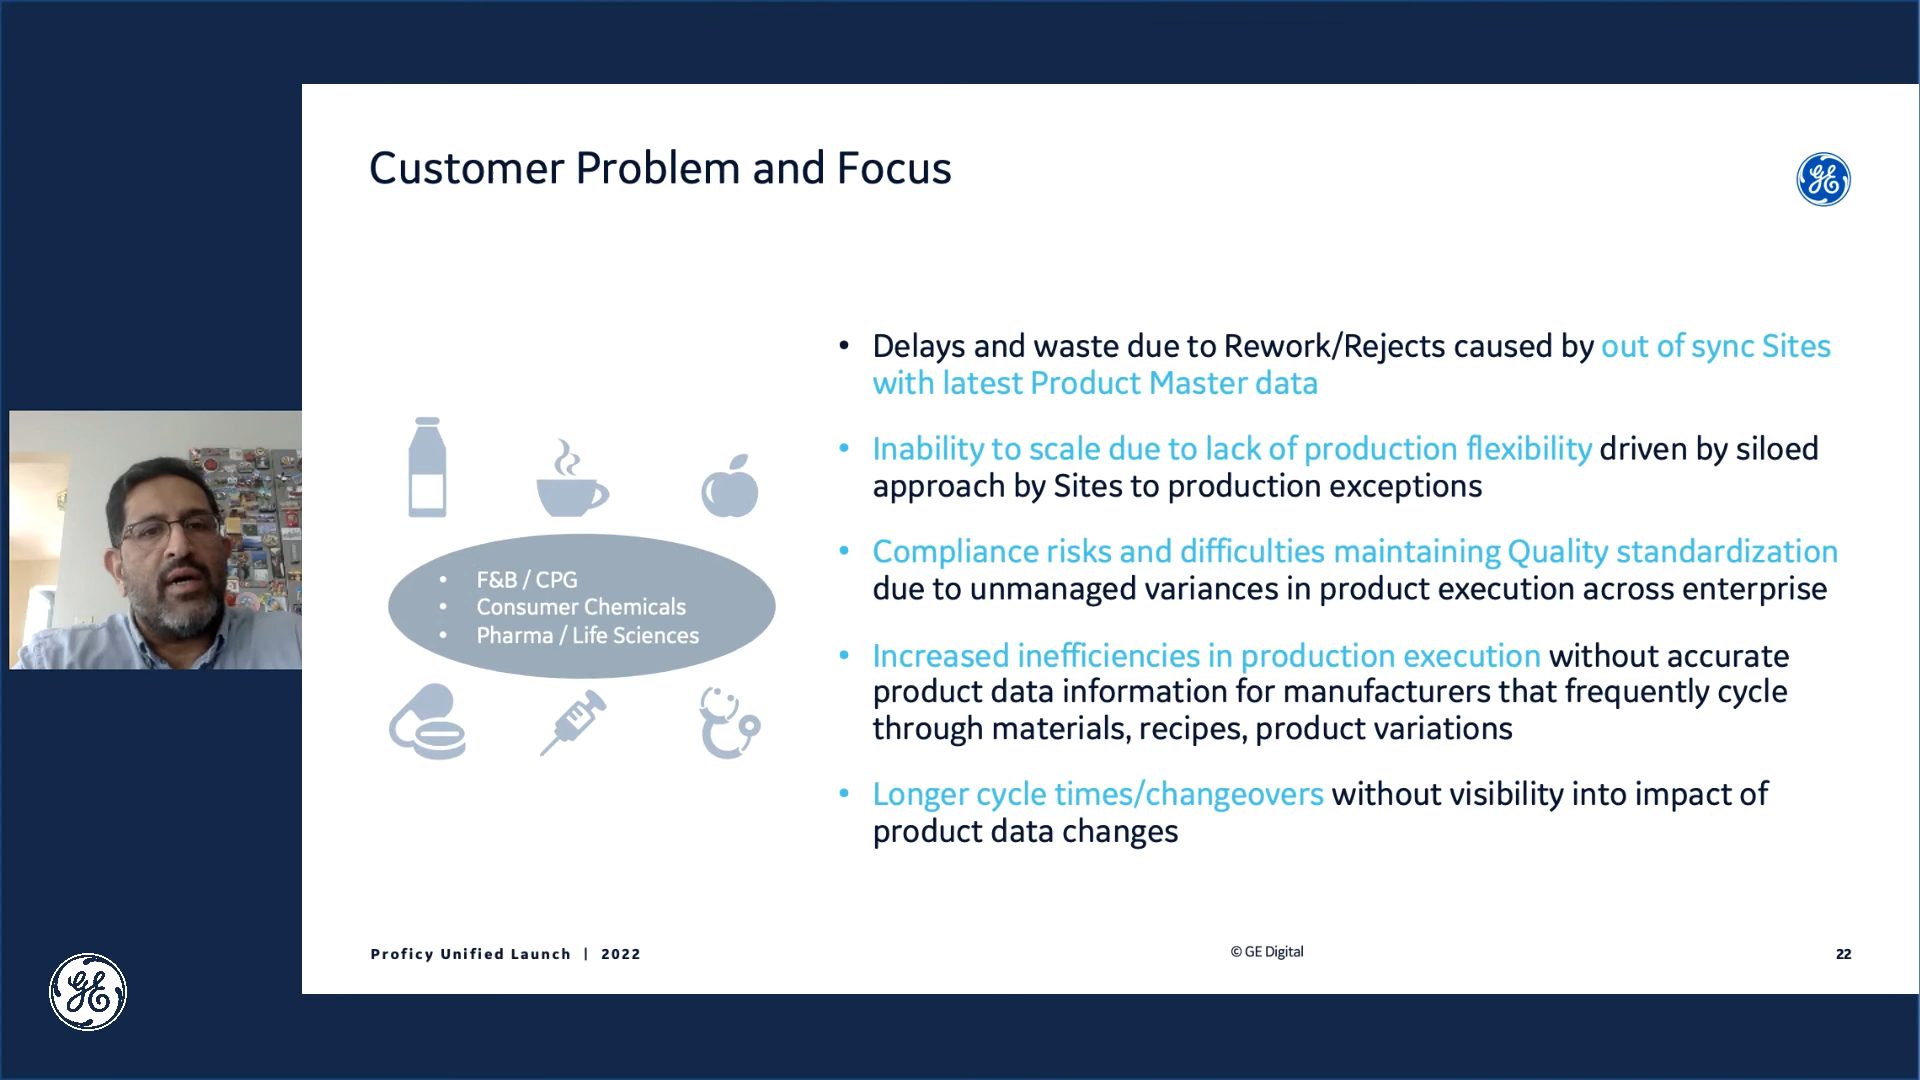 Customer Problem and Focus
GE
• F&B / CPG
• Consumer Chemicals
• Pharma / Life Sciences
• Delays and waste due to Rework/Rejects caused by out of sync Sites
with latest Product Master data
• Inability to scale due to lack of production flexibility driven by siloed
approach by Sites to production exceptions
• Compliance risks and difficulties maintaining Quality standardization
due to unmanaged variances in product execution across enterprise
• Increased inefficiencies in production execution without accurate
product data information for manufacturers that frequently cycle
through materials, recipes, product variations
• Longer cycle times/changeovers without visibility into impact of
product data changes
Proficy Unified Launch | 2022
© GE Digital
22
GE